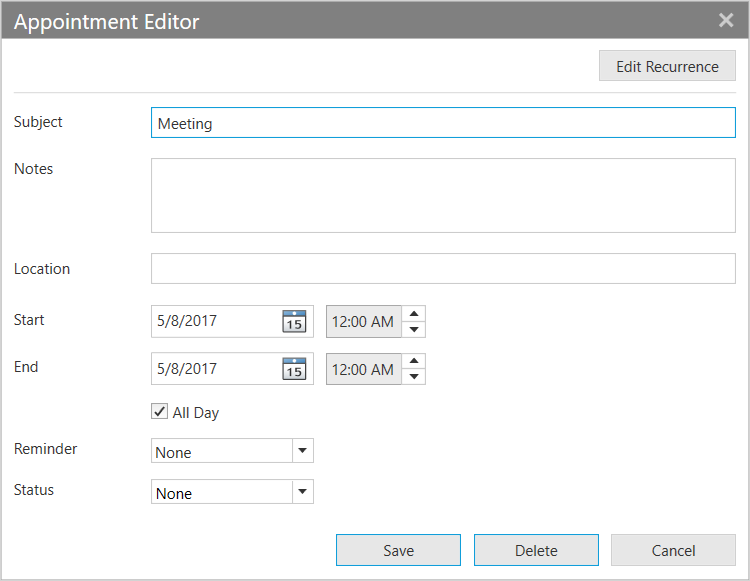 Appointment Editor
Edit Recurrence
Subject
Meeting
Notes
Location
Start
5/8/2017
15
12:00 AM
End
5/8/2017
15
12:00 AM
All Day
Reminder
None
Status
None
Save
Delete
Cancel